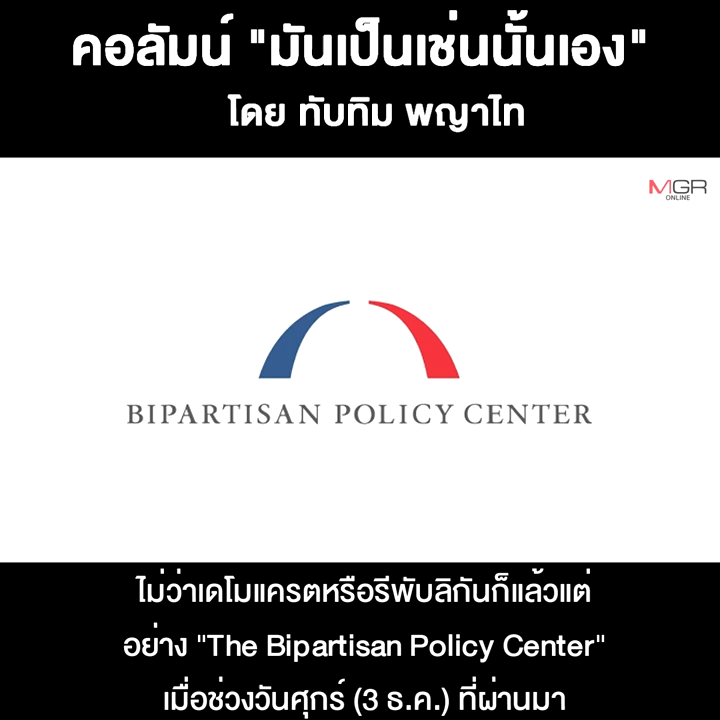 คอลัมน์ "มันเป็นเช่นนั้นเอง"
โดย ทับทิม พญาไท
MGR
ONLINE
BIPARTISAN POLICY CENTER
ไม่ว่าเดโมแครตหรือรีพับลิกันก็แล้วแต่
อย่าง "The Bipartisan Policy Center"
เมื่อช่วงวันศุกร์ (3 ธ.ค.) ที่ผ่านมา